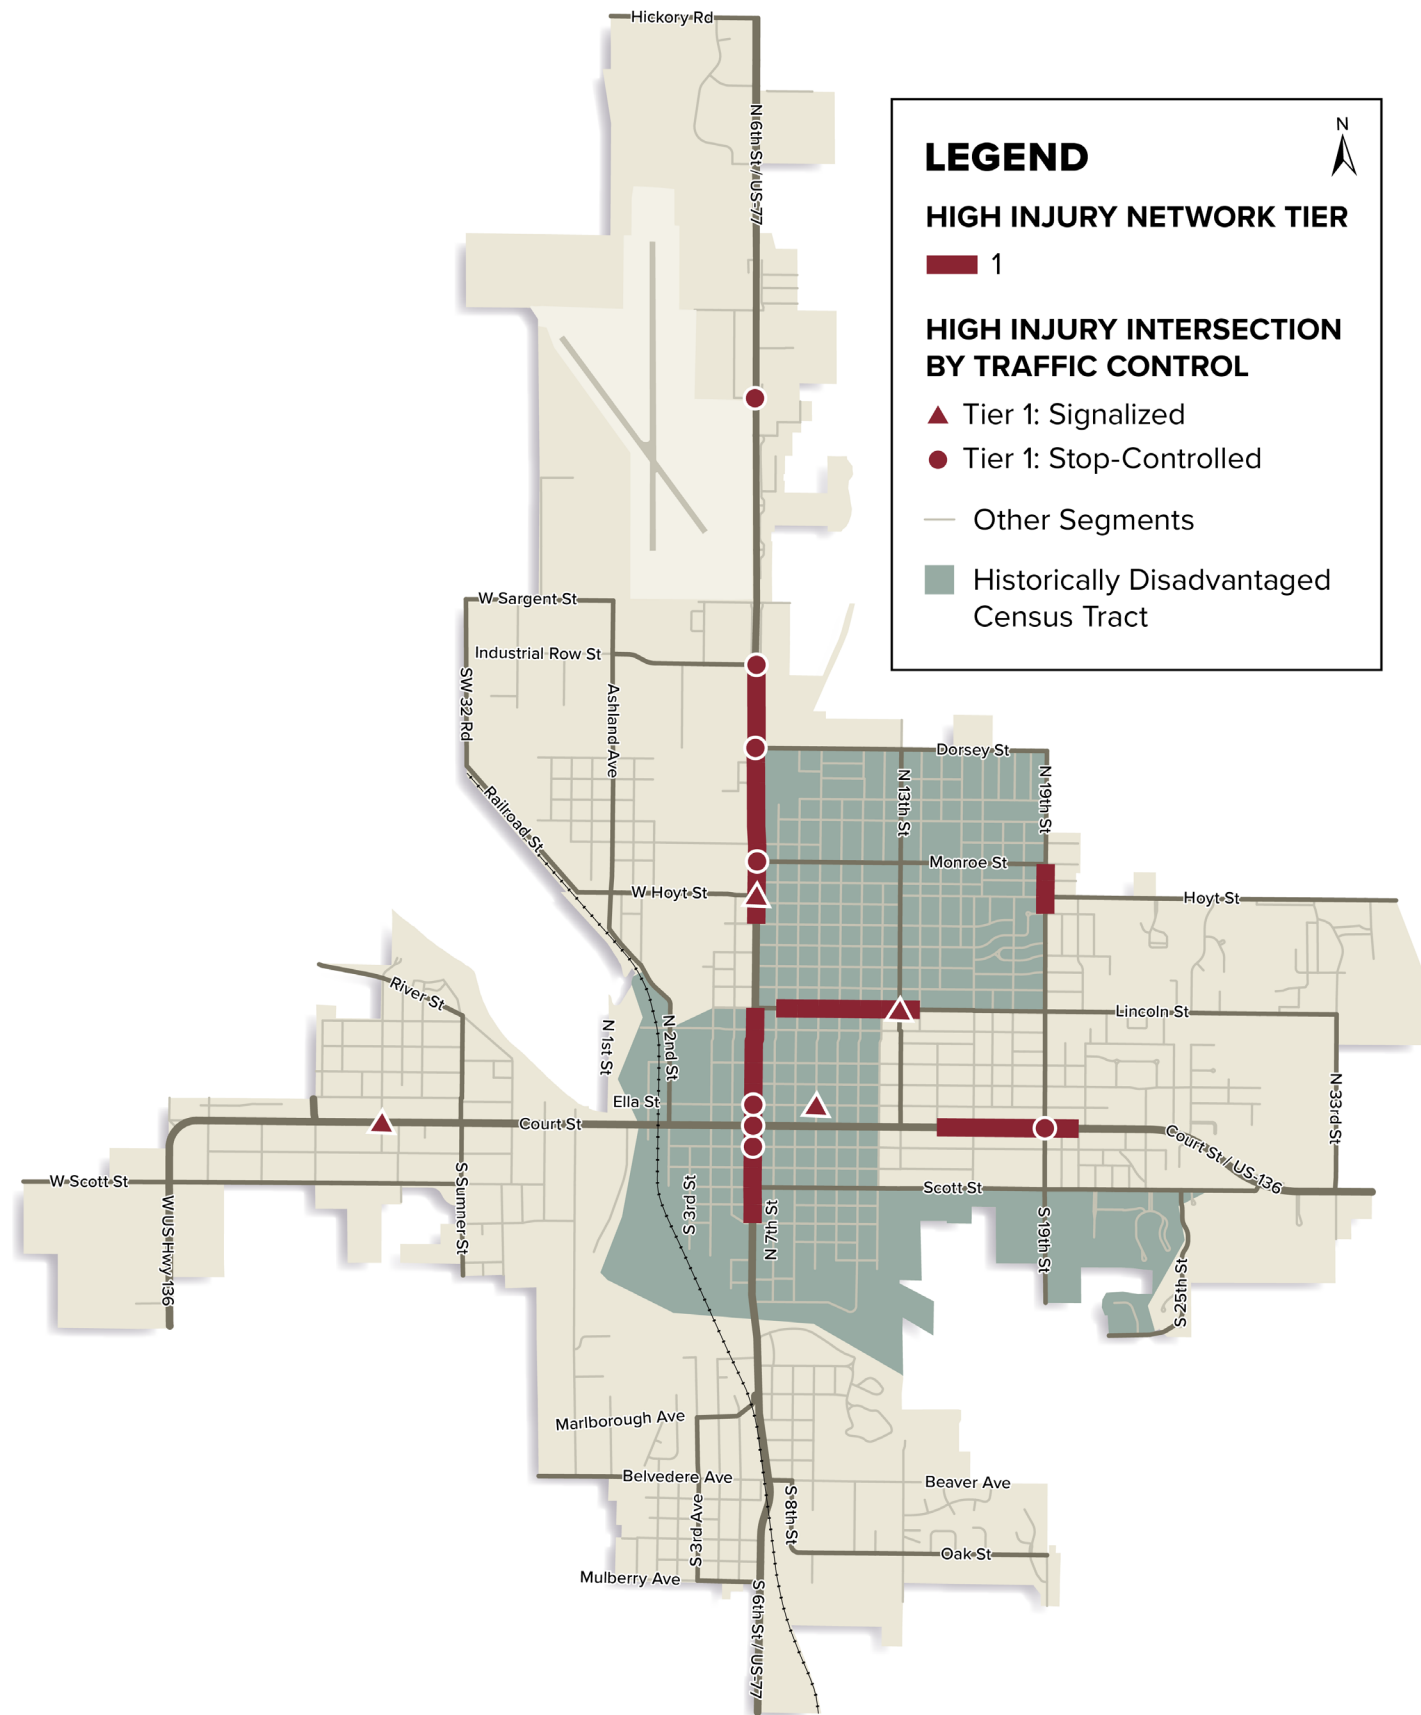 Hickory Rd
N 6th St / US-77
N
LEGEND
HIGH INJURY NETWORK TIER
1
HIGH INJURY INTERSECTION
BY TRAFFIC CONTROL
Tier 1: Signalized
Tier 1: Stop-Controlled
Other Segments
Historically Disadvantaged
Census Tract
W Sargent St
Industrial Row St
SW 32 Rd
Ashland Ave
Railroad St
Dorsey St
N 13th St
N 19th St
Monroe St
W Hoyt St
Hoyt St
River St
Lincoln St
N 1st St
N 2nd St
Ella St
Court St
N 33rd St
Court St / US-136
W Scott St
Scott St
W US Hwy 136
S Sumner St
S 3rd St
N 7th St
S 19th St
S 25th St
Marlborough Ave
Belvedere Ave
Beaver Ave
S 3rd Ave
S 8th St
Oak St
Mulberry Ave
S 6th St / US-77